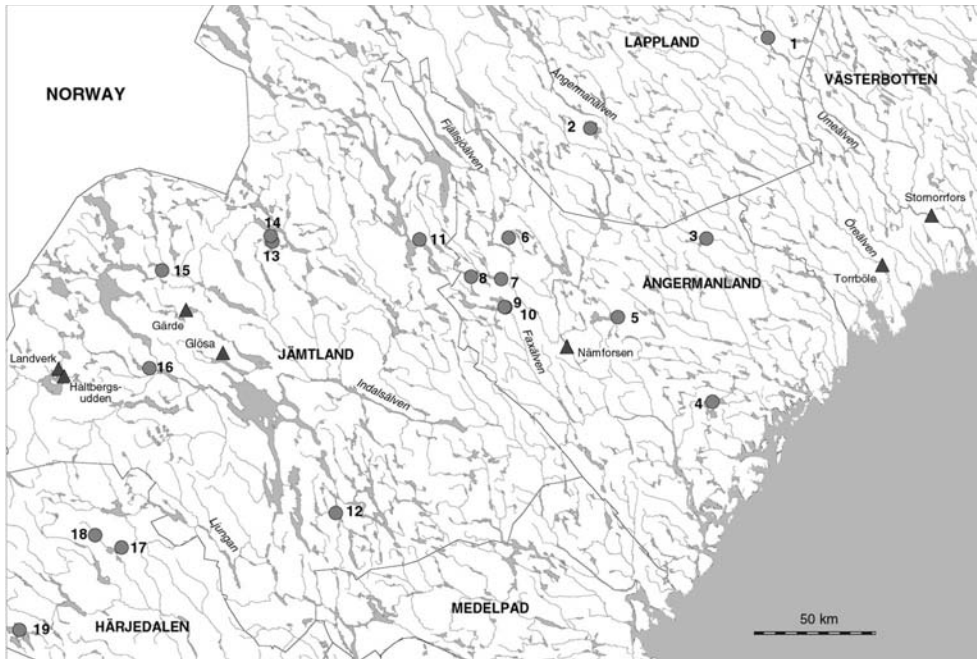 1
LAPPLAND
VÄSTERBOTTEN
NORWAY
Ångermanälven
2
Umeälven
Fjällsjöälven
Stornorrfors
14
13
11
6
3
Öreälven
15
8
7
ÅNGERMANLAND
Torrböle
Gärde
9
10
5
Glösa
JÄMTLAND
Faxälven
Nämforsen
Landverk
16
Hältbergs-
udden
Indalsälven
4
12
Ljungan
18
17
MEDELPAD
50 km
HÄRJEDALEN
19